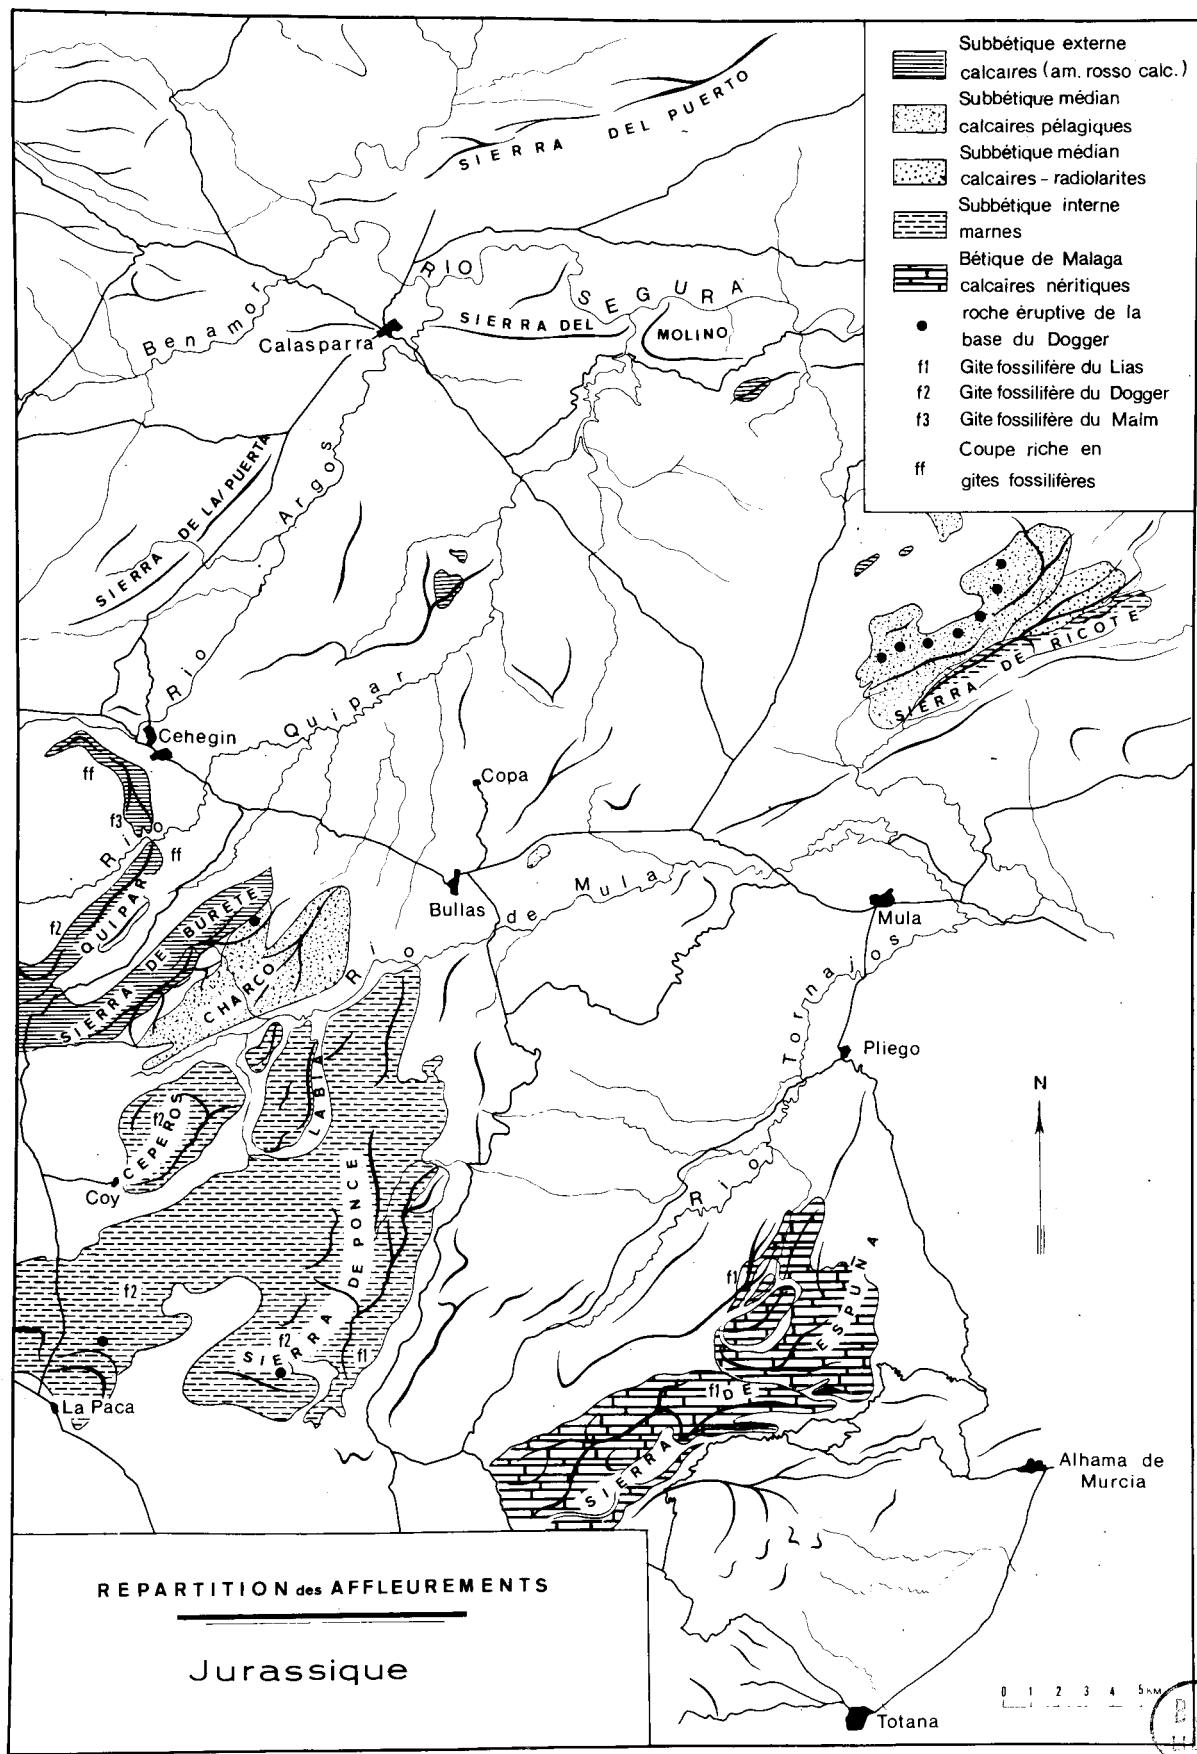 Subbétique externe
calcaires (am. rosso calc.)
Subbétique médian
calcaires pélagiques
Subbétique médian
calcaires - radiolarites
Subbétique interne
marnes
Bétique de Malaga
calcaires néritiques
roche éruptive de la
base du Dogger
f1 Gite fossilifère du Lias
f2 Gite fossilifère du Dogger
f3 Gite fossilifère du Malm
ff Coupe riche en
gites fossilifères
SIERRA DEL PUERTO
RIO SEGURA
Benamor
Calasparra
SIERRA DEL MOLINO
SIERRA DE LA PUERTA
Rio Argos
SIERRA DE RICOTE
Rio Quipar
Cehegin
ff
f3
Copa
ff
f2
QUIPAR
SIERRA DE BURETE
Bullas
Rio de Mula
Mula
CHARCO
Rio Tornajos
Pliego
LABIA
N
f2
CEPEROS
Coy
SIERRA DE PONCE
f2
f2
f1
f1
SIERRA DE ESPUÑA
f1
La Paca
Alhama de
Murcia
REPARTITION des AFFLEUREMENTS
Jurassique
0 1 2 3 4 5 KM
Totana